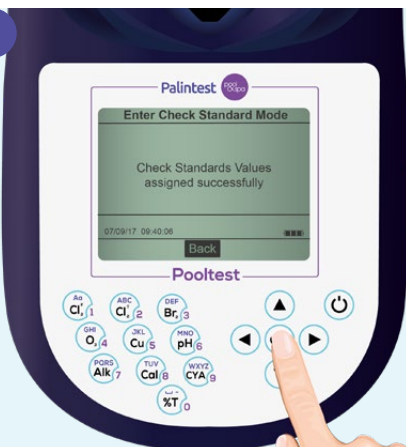 Palintest
Enter Check Standard Mode
Check Standards Values
assigned successfully
07/09/17 09:40:06
Back
Pooltest
Aa Cl₂ 1
ABC Cl₂ 2
DEF Br₂ 3
GHI O₃ 4
JKL Cu 5
MNO pH 6
PQRS Alk 7
TUV Cal 8
WXYZ CYA 9
%T 0